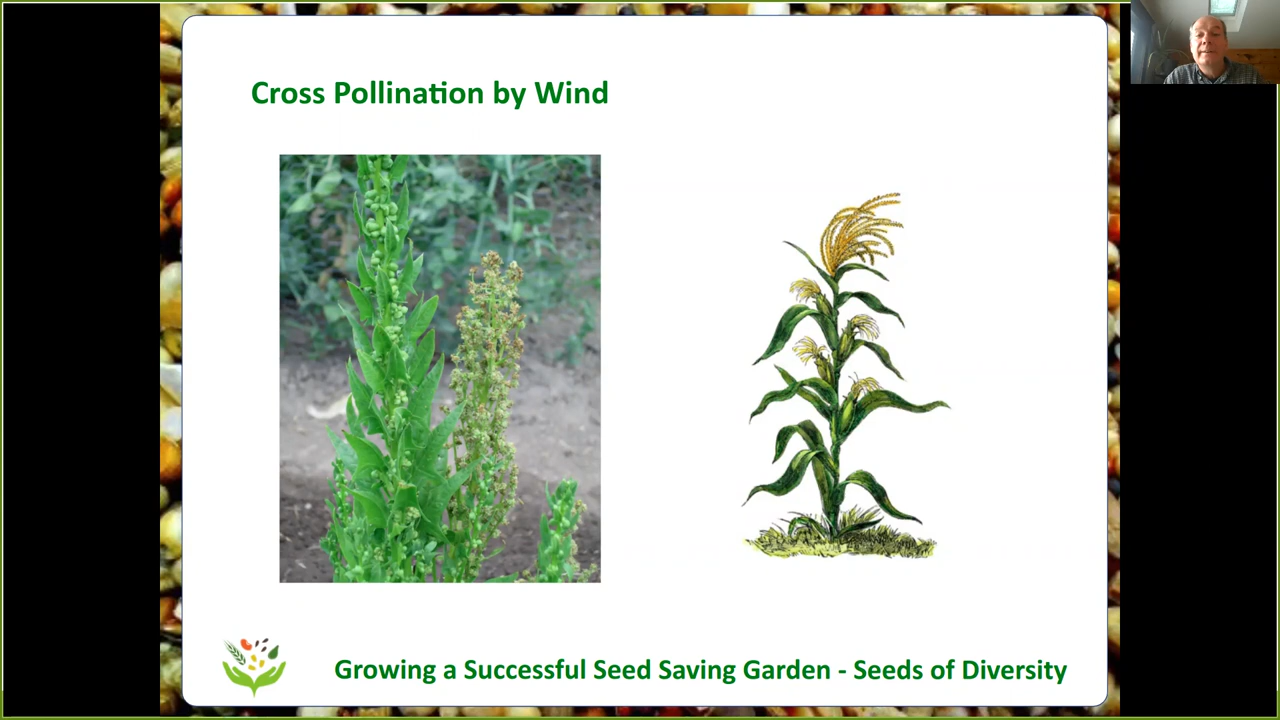 Cross Pollination by Wind
Growing a Successful Seed Saving Garden - Seeds of Diversity